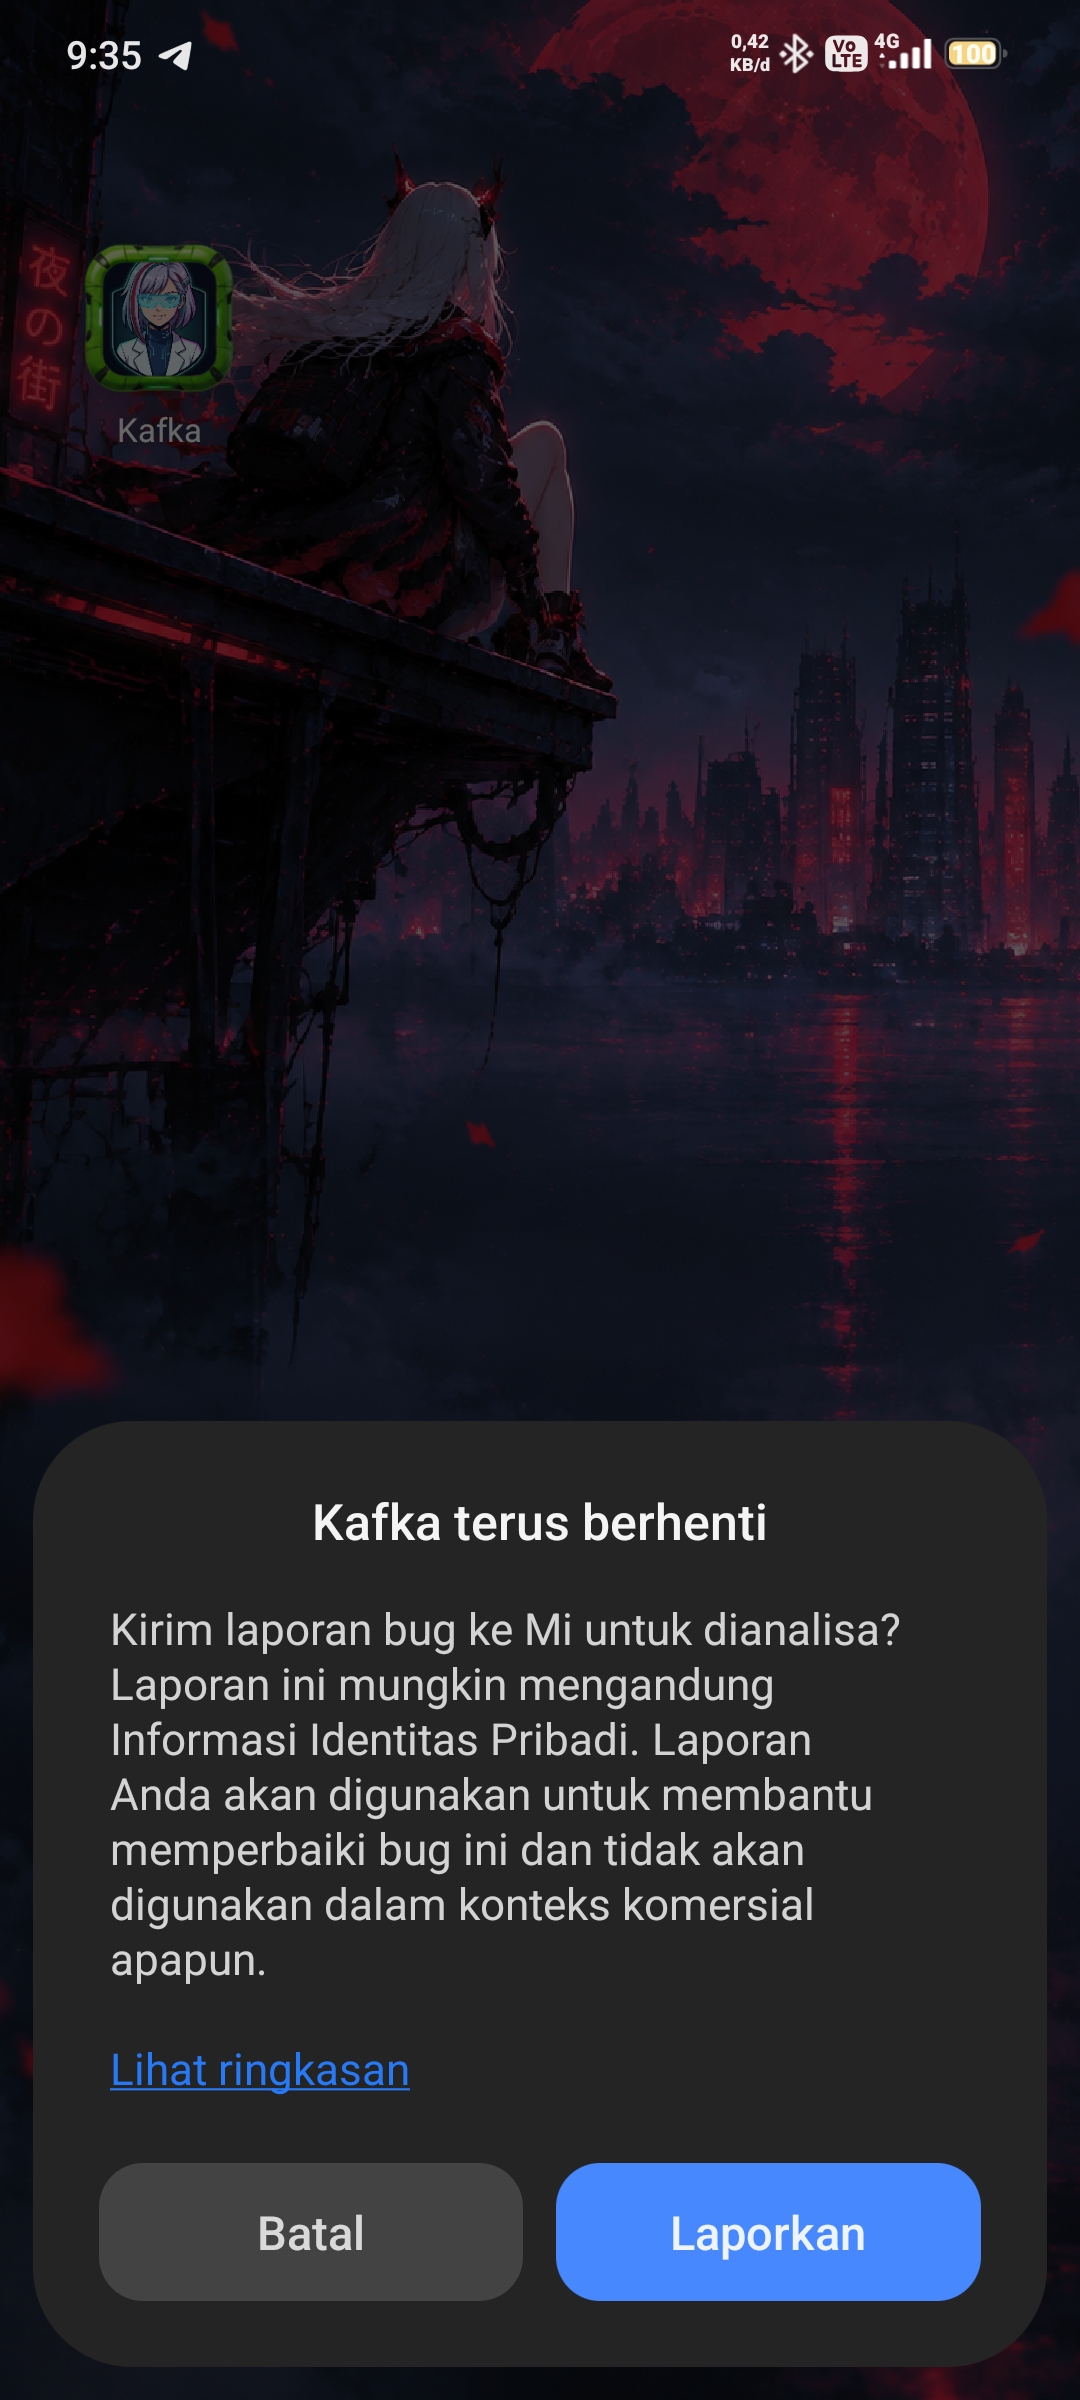 9:35
0,42
KB/d
Vo
LTE
4G
100
夜の街
Kafka
Kafka terus berhenti
Kirim laporan bug ke Mi untuk dianalisa?
Laporan ini mungkin mengandung
Informasi Identitas Pribadi. Laporan
Anda akan digunakan untuk membantu
memperbaiki bug ini dan tidak akan
digunakan dalam konteks komersial
apapun.
Lihat ringkasan
Batal
Laporkan